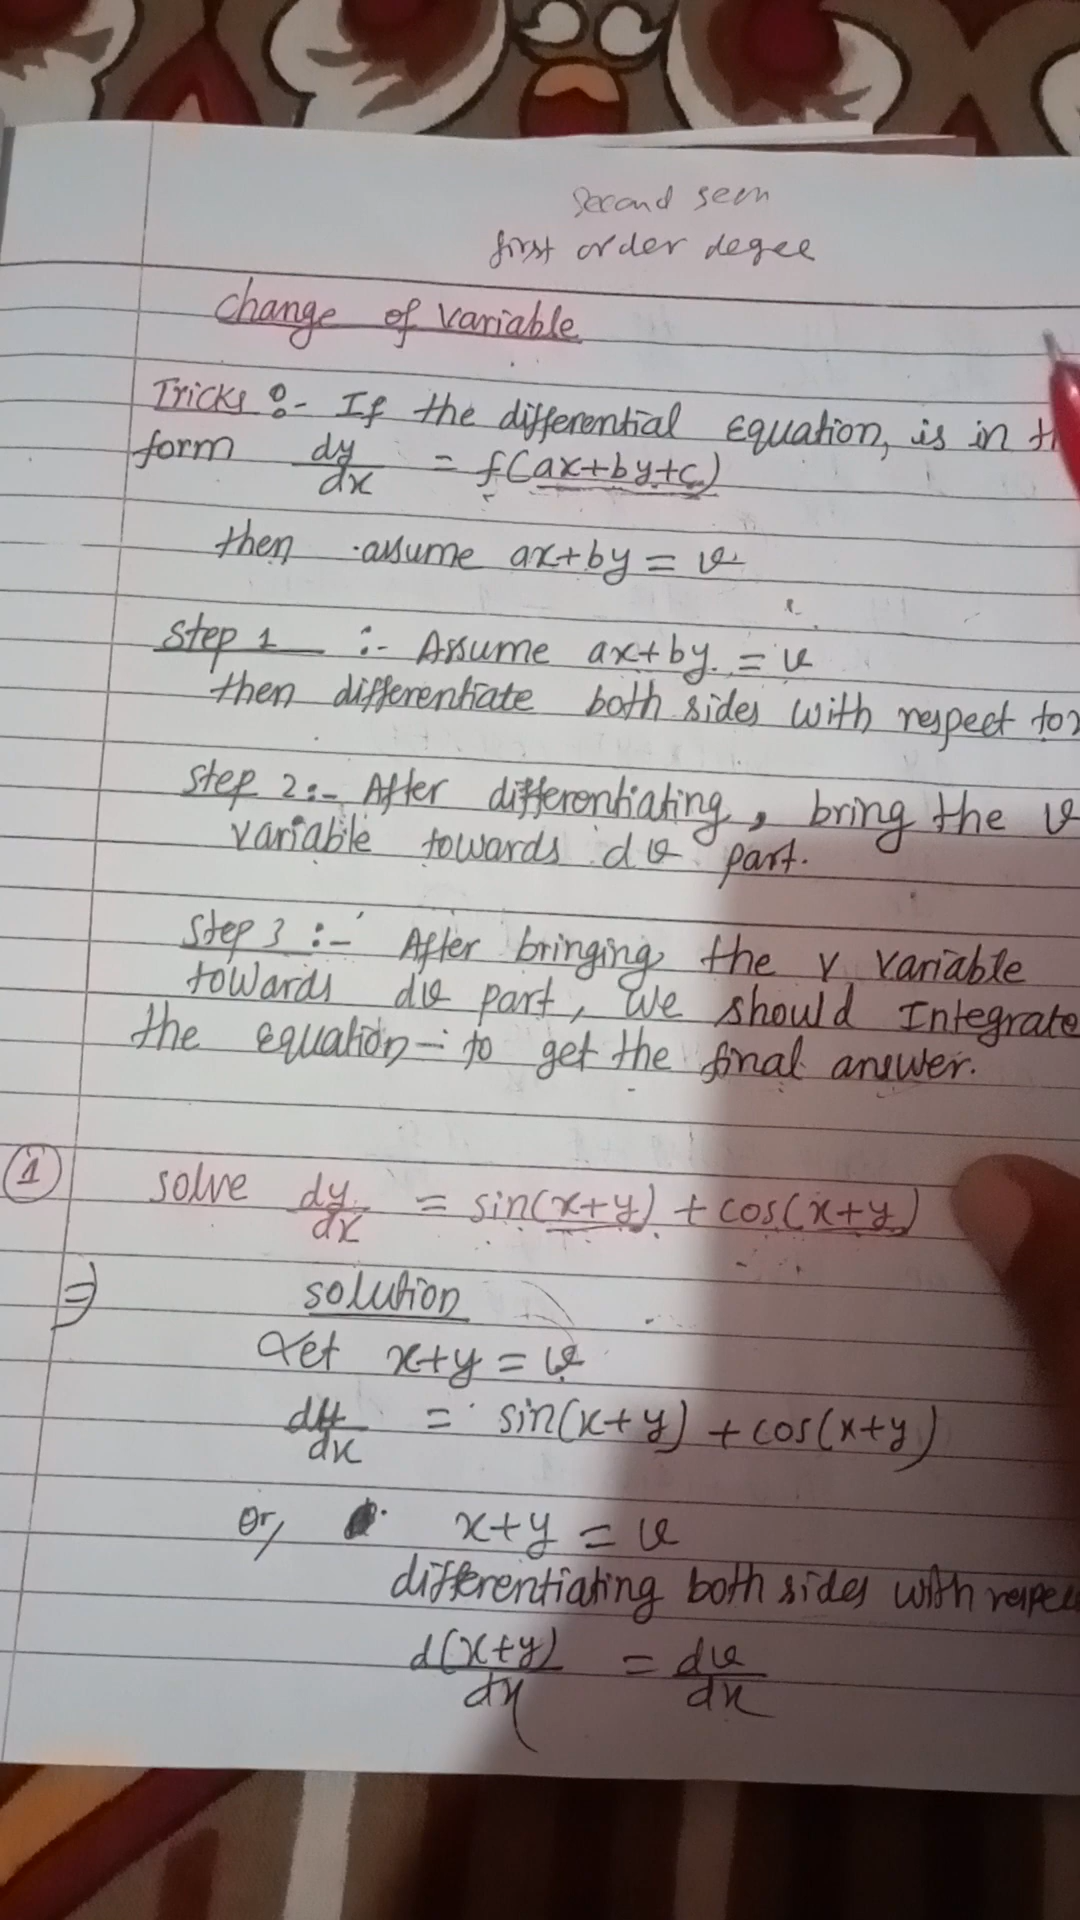 Second seen
first order degee
Change of variable
Tricks :- If the differential Equation, is in
form dy/dx = f(ax+by+c)
then assume ax+by = v
Step 1 :- Assume ax+by = v
then differentiate both sides with respect to
Step 2:- After differentiating, bring the v
variable towards dv part.
Step 3 :- After bringing the v variable
towards dv part, we should Integrate
the equation - to get the final answer.
1 solve dy/dx = sin(x+y) + cos(x+y)
⇒ solution
Let x+y = v
dy/dx = sin(x+y) + cos(x+y)
or, x+y = v
differentiating both sides with
d(x+y)/dx = dv/dx